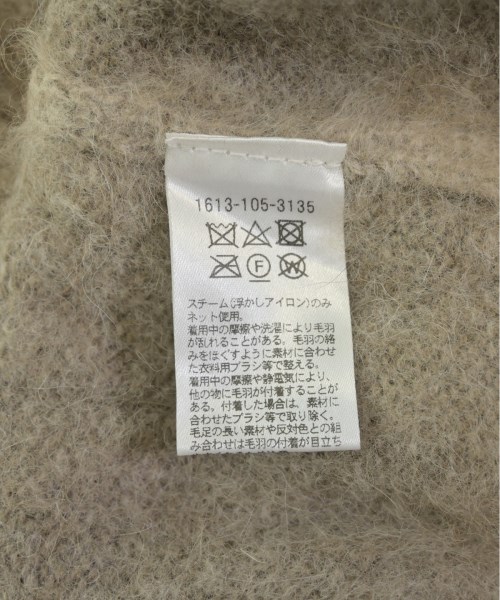 1613-105-3135
F
W
スチーム(浮かしアイロン)のみ
ネット使用。
着用中の摩擦や洗濯により毛羽
が乱れることがある。毛羽の絡
みをほぐすように素材に合わせ
た衣料用ブラシ等で整える。
着用中の摩擦や静電気により、
他の物に毛羽が付着することが
ある。付着した場合は、素材に
合わせたブラシ等で取り除く。
毛足の長い素材や反対色との組
み合わせは毛羽の付着が目立ち